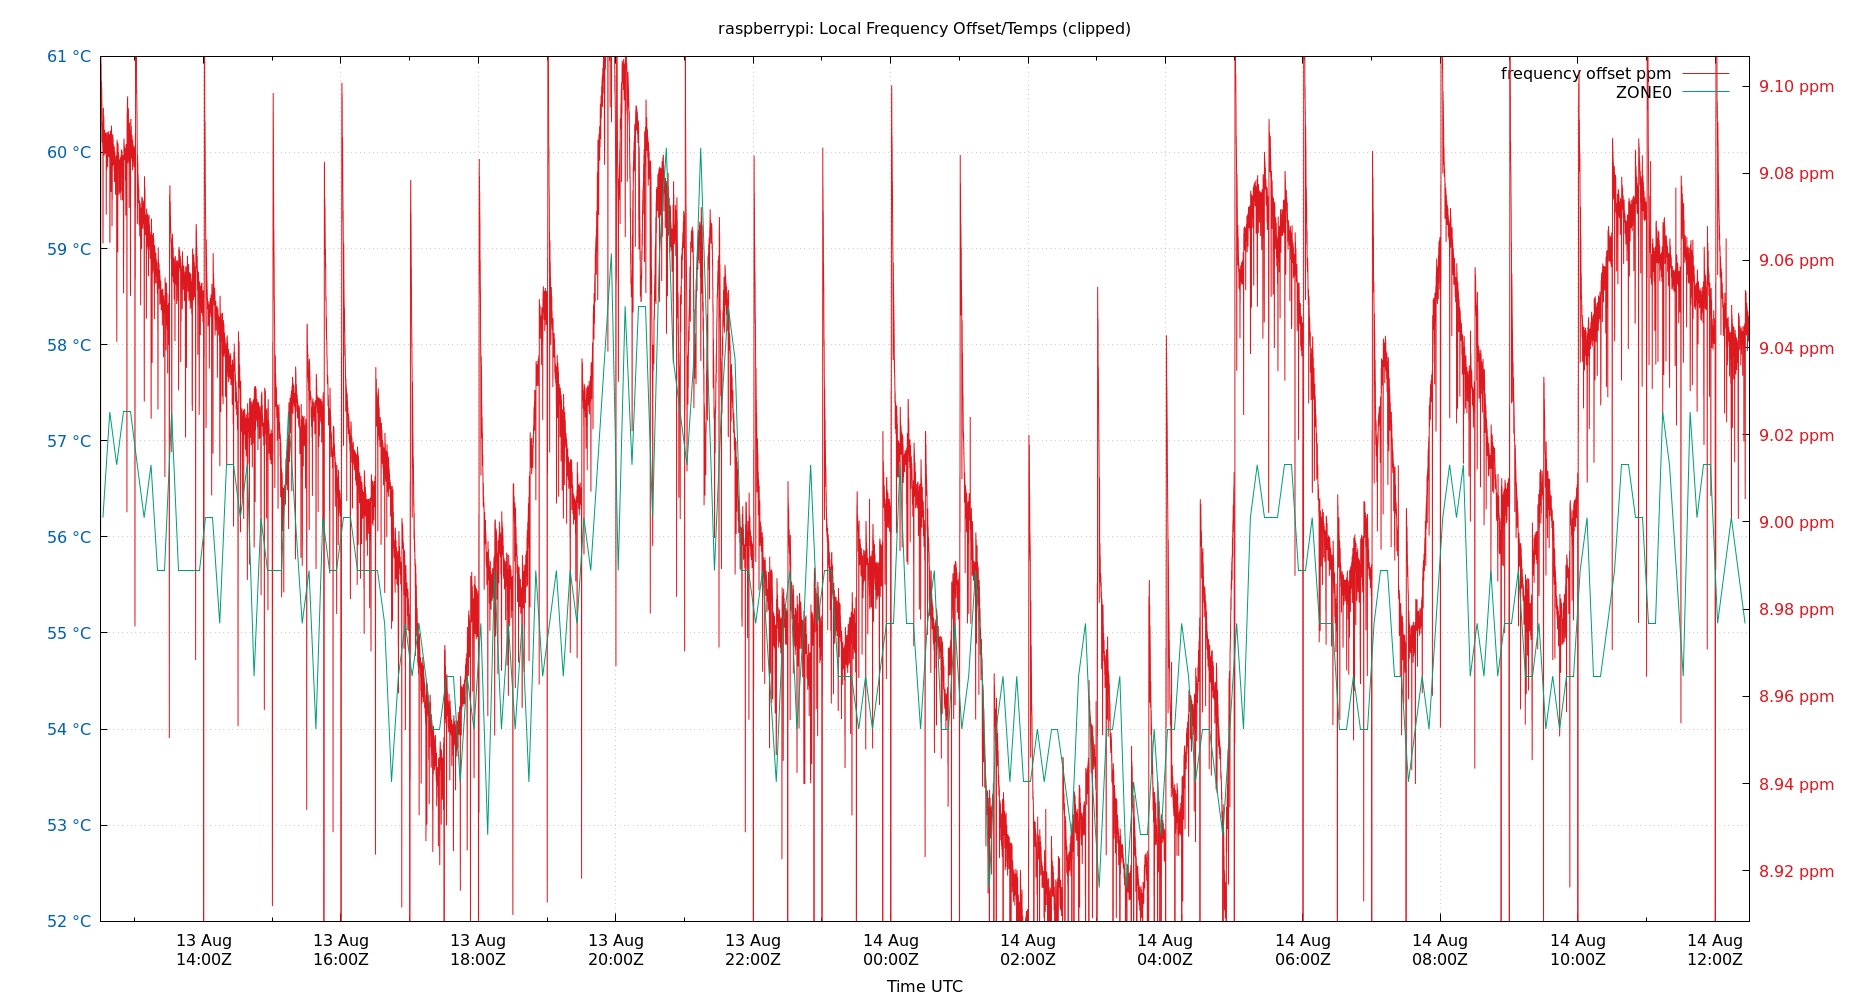 raspberrypi: Local Frequency Offset/Temps (clipped)
61 °C
60 °C
59 °C
58 °C
57 °C
56 °C
55 °C
54 °C
53 °C
52 °C
frequency offset ppm
ZONE0
9.10 ppm
9.08 ppm
9.06 ppm
9.04 ppm
9.02 ppm
9.00 ppm
8.98 ppm
8.96 ppm
8.94 ppm
8.92 ppm
13 Aug
14:00Z
13 Aug
16:00Z
13 Aug
18:00Z
13 Aug
20:00Z
13 Aug
22:00Z
14 Aug
00:00Z
14 Aug
02:00Z
14 Aug
04:00Z
14 Aug
06:00Z
14 Aug
08:00Z
14 Aug
10:00Z
14 Aug
12:00Z
Time UTC